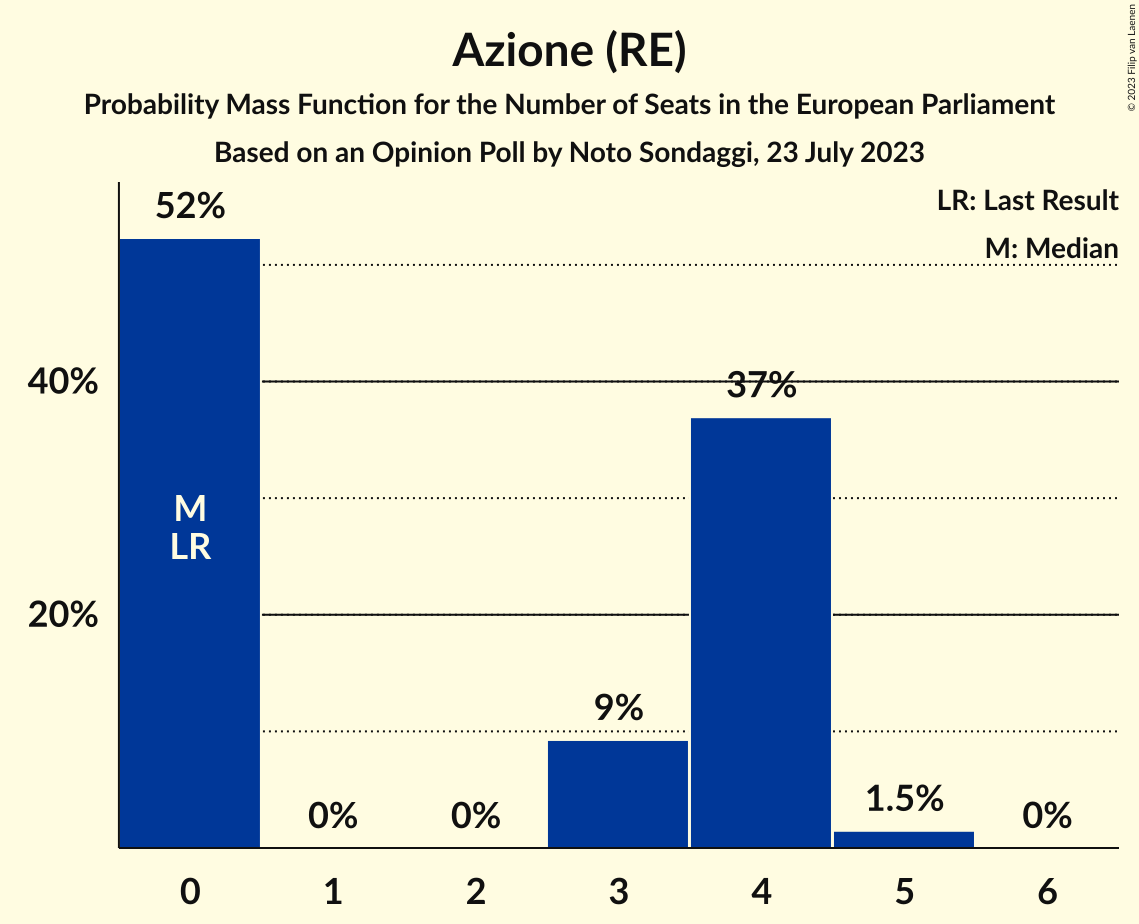 Azione (RE)
Probability Mass Function for the Number of Seats in the European Parliament
Based on an Opinion Poll by Noto Sondaggi, 23 July 2023
© 2023 Filip van Laenen
LR: Last Result
M: Median
52%
40%
37%
M
LR
20%
9%
0%
0%
1.5%
0%
0 1 2 3 4 5 6